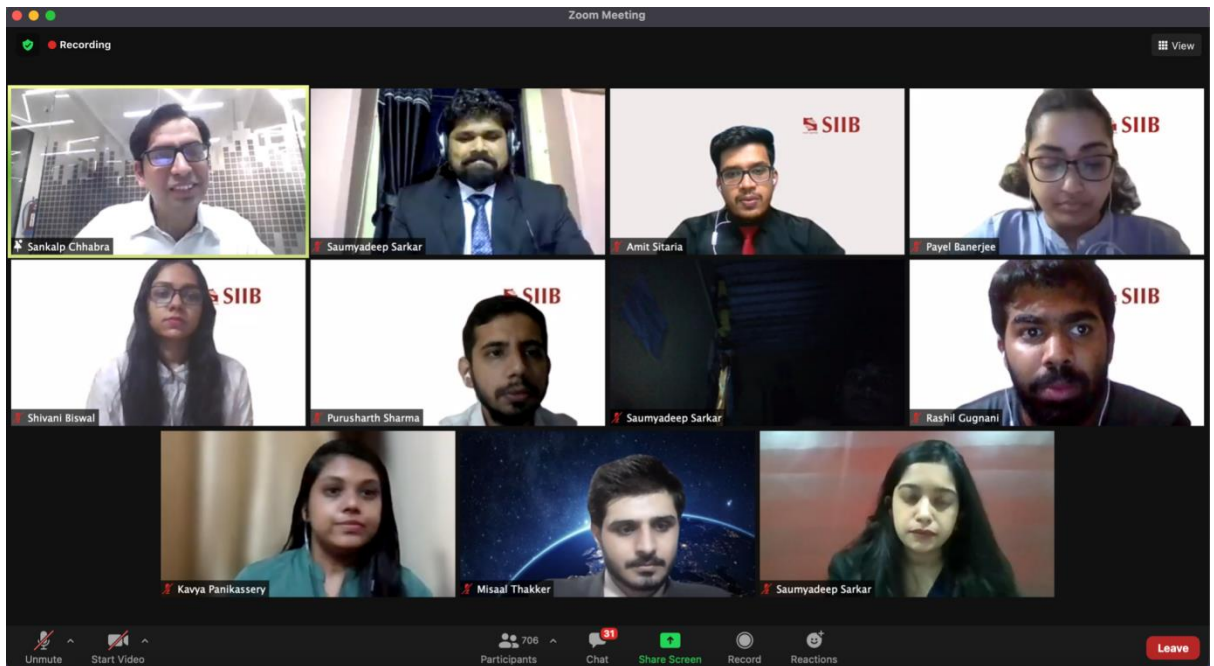 Zoom Meeting
Recording
View
SIIB
SIIB
Sankalp Chhabra
Saumyadeep Sarkar
Amit Sitaria
Payel Banerjee
SIIB
SIIB
SIIB
Shivani Biswal
Purusharth Sharma
Saumyadeep Sarkar
Rashil Gugnani
Kavya Panikassery
Misaal Thakker
Saumyadeep Sarkar
31
706
Unmute
Start Video
Participants
Chat
Share Screen
Record
Reactions
Leave